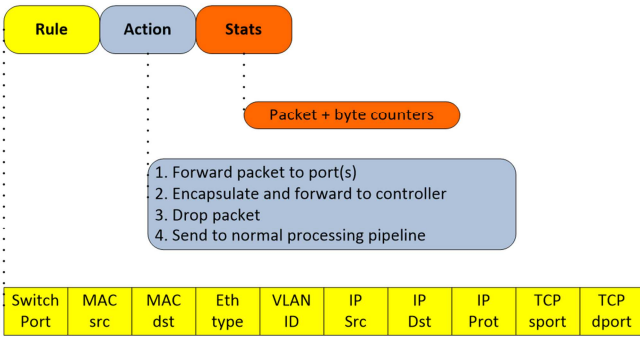 Rule Action Stats
Packet + byte counters
1. Forward packet to port(s)
2. Encapsulate and forward to controller
3. Drop packet
4. Send to normal processing pipeline
Switch MAC MAC Eth VLAN IP IP IP TCP TCP
Port src dst type ID Src Dst Prot sport dport